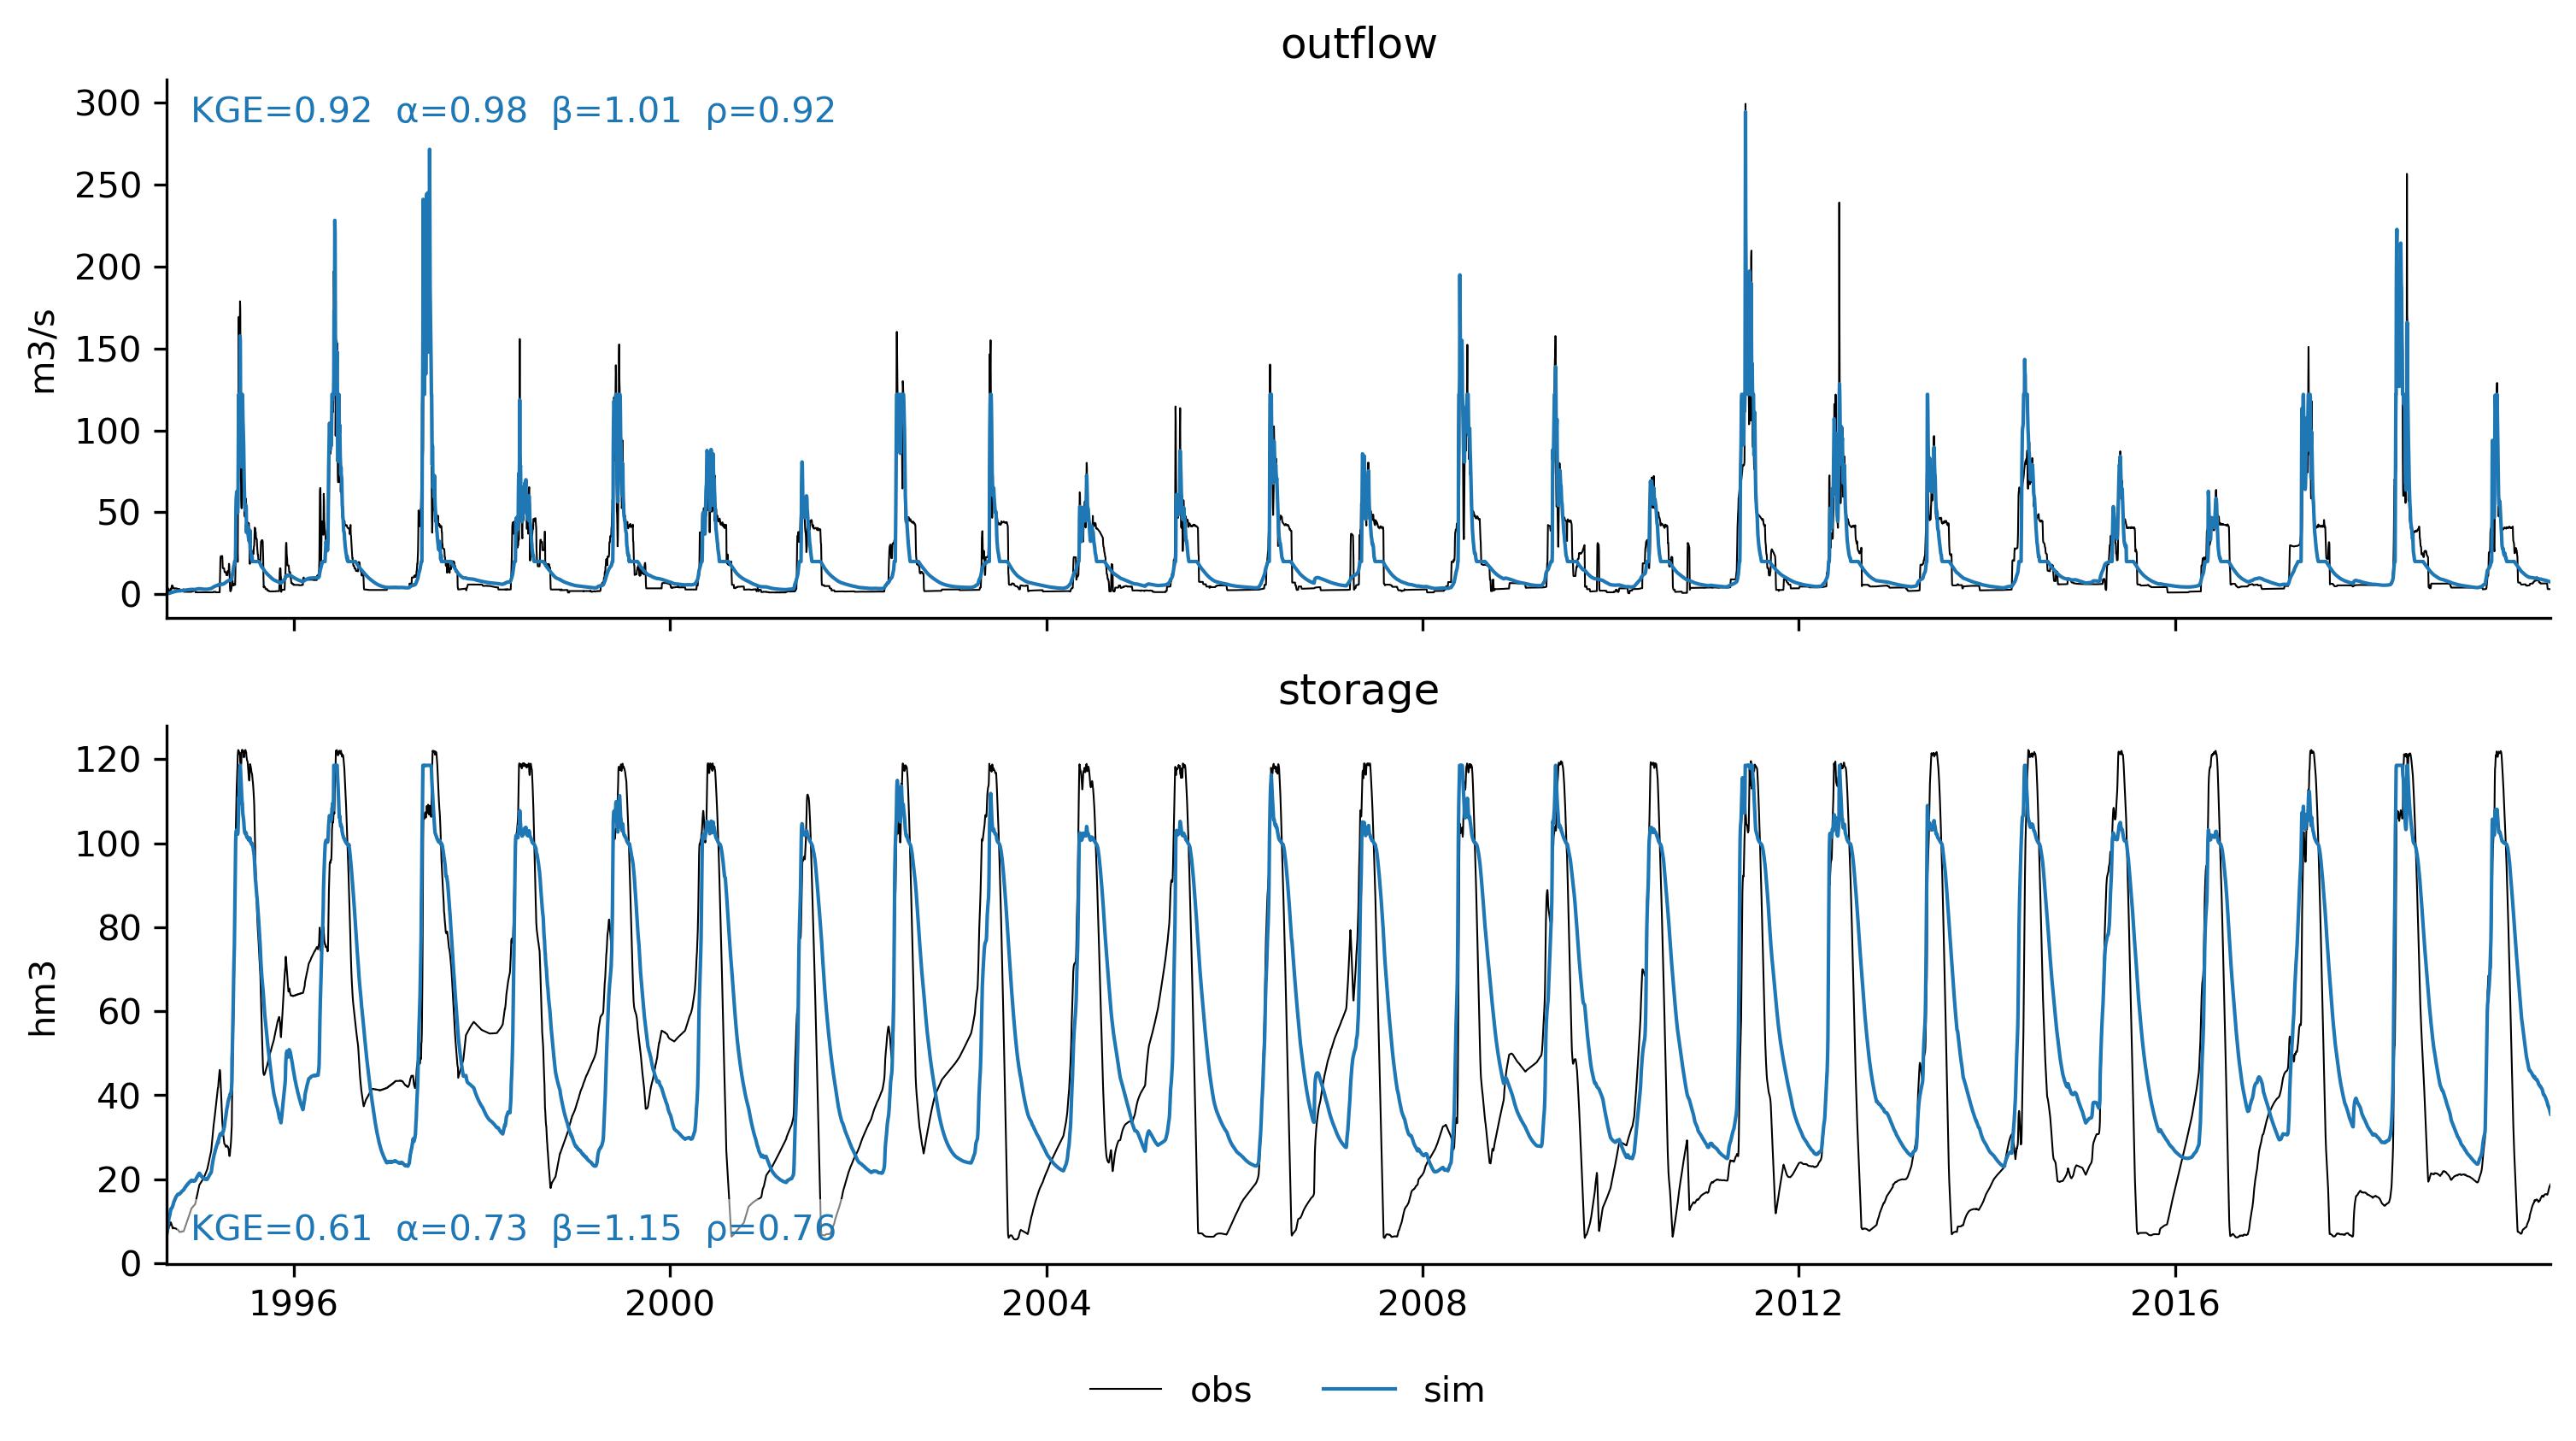 outflow
300
250
200
150
100
50
0
m3/s
KGE=0.92 α=0.98 β=1.01 ρ=0.92
storage
120
100
80
60
40
20
0
hm3
KGE=0.61 α=0.73 β=1.15 ρ=0.76
1996 2000 2004 2008 2012 2016
obs sim